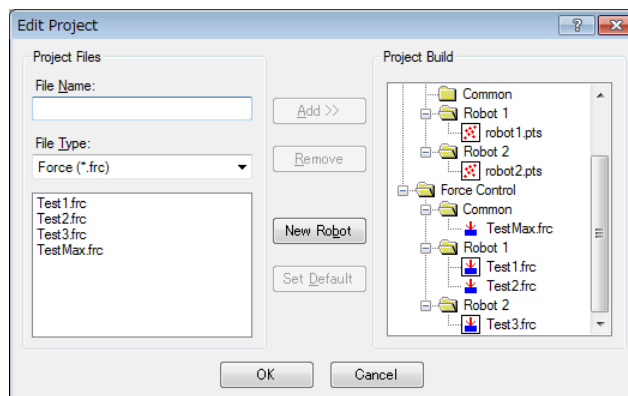 Edit Project
Project Files
File Name:
File Type:
Force (*.frc)
Test1.frc
Test2.frc
Test3.frc
TestMax.frc
Add >>
Remove
New Robot
Set Default
Project Build
Common
Robot 1
robot1.pts
Robot 2
robot2.pts
Force Control
Common
TestMax.frc
Robot 1
Test1.frc
Test2.frc
Robot 2
Test3.frc
OK
Cancel